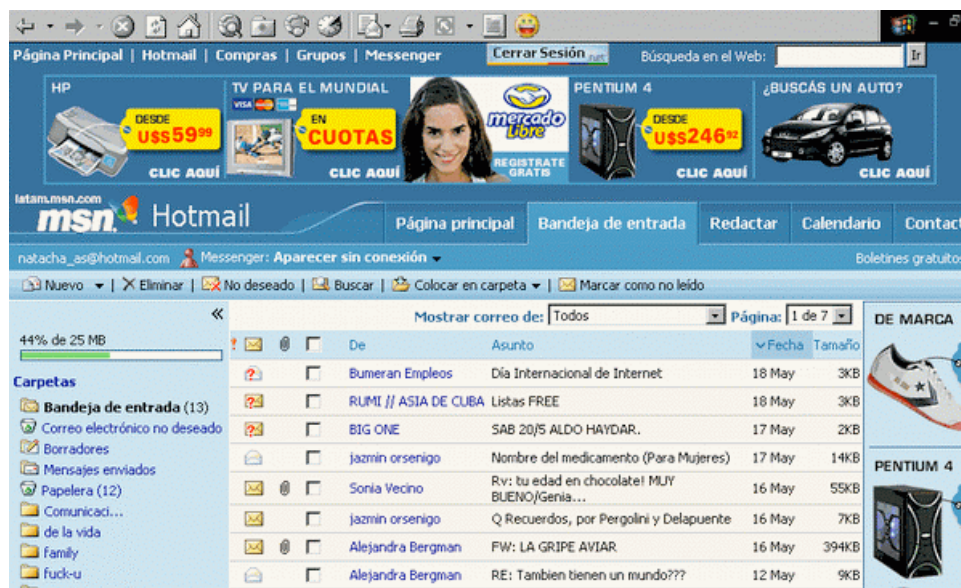 Página Principal | Hotmail | Compras | Grupos | Messenger Cerrar Sesión .net Búsqueda en el Web: Ir
HP TV PARA EL MUNDIAL PENTIUM 4 ¿BUSCÁS UN AUTO?
VISA
DESDE U$S59⁹⁹ EN CUOTAS mercado Libre DESDE U$S246⁹²
REGISTRATE GRATIS
CLIC AQUÍ CLIC AQUÍ CLIC AQUÍ CLIC AQUÍ
latam.msn.com
msn Hotmail Página principal Bandeja de entrada Redactar Calendario Contact
natacha_as@hotmail.com Messenger: Aparecer sin conexión Boletines gratuitos
Nuevo | Eliminar | No deseado | Buscar | Colocar en carpeta | Marcar como no leído
« Mostrar correo de: Todos Página: 1 de 7 DE MARCA
44% de 25 MB
! De Asunto Fecha Tamaño
Carpetas
Bandeja de entrada (13)
Correo electrónico no deseado
Borradores
Mensajes enviados
Papelera (12)
Comunicaci...
de la vida
family
fuck-u
Bumeran Empleos Día Internacional de Internet 18 May 3KB
RUMI // ASIA DE CUBA Listas FREE 18 May 3KB
BIG ONE SAB 20/5 ALDO HAYDAR. 17 May 2KB
jazmin orsenigo Nombre del medicamento (Para Mujeres) 17 May 14KB
Sonia Vecino Rv: tu edad en chocolate! MUY BUENO/Genia... 16 May 55KB
jazmin orsenigo Q Recuerdos, por Pergolini y Delapuente 16 May 7KB
Alejandra Bergman FW: LA GRIPE AVIAR 16 May 394KB
Alejandra Bergman RE: Tambien tienen un mundo??? 12 May 9KB
PENTIUM 4